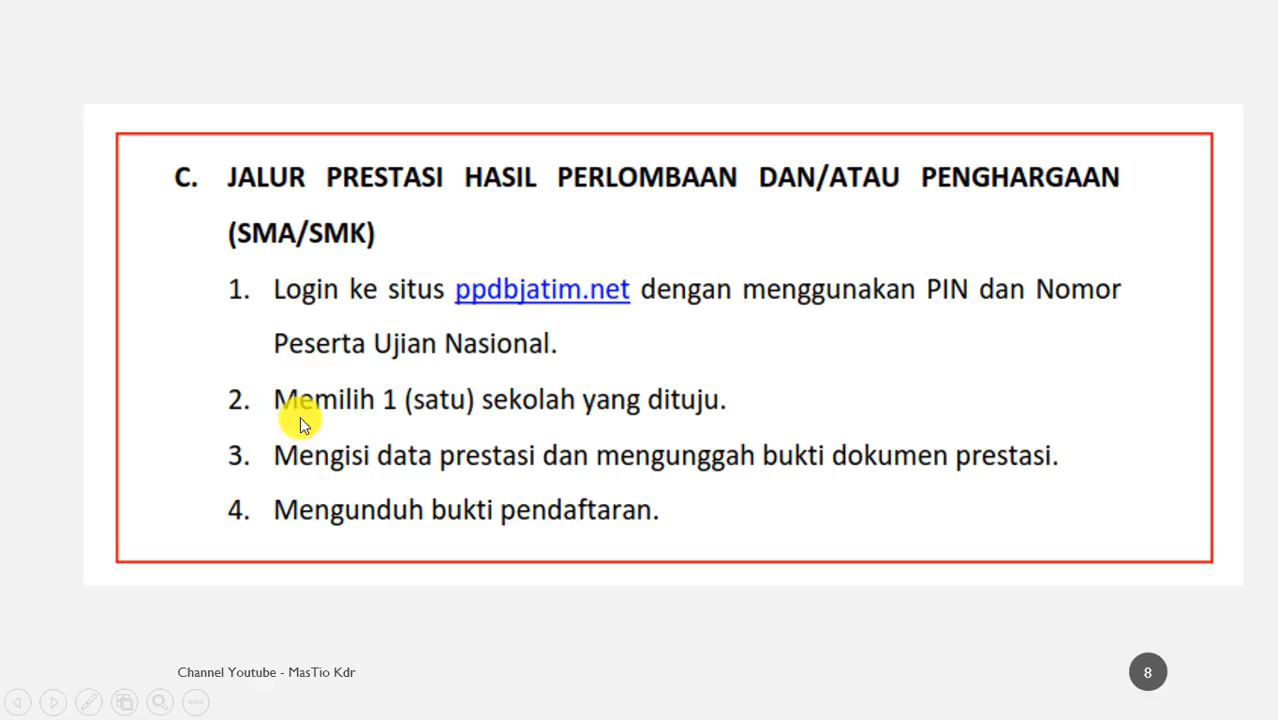 C. JALUR PRESTASI HASIL PERLOMBAAN DAN/ATAU PENGHARGAAN
(SMA/SMK)
1. Login ke situs ppdbjatim.net dengan menggunakan PIN dan Nomor
Peserta Ujian Nasional.
2. Memilih 1 (satu) sekolah yang dituju.
3. Mengisi data prestasi dan mengunggah bukti dokumen prestasi.
4. Mengunduh bukti pendaftaran.
Channel Youtube - MasTio Kdr
8